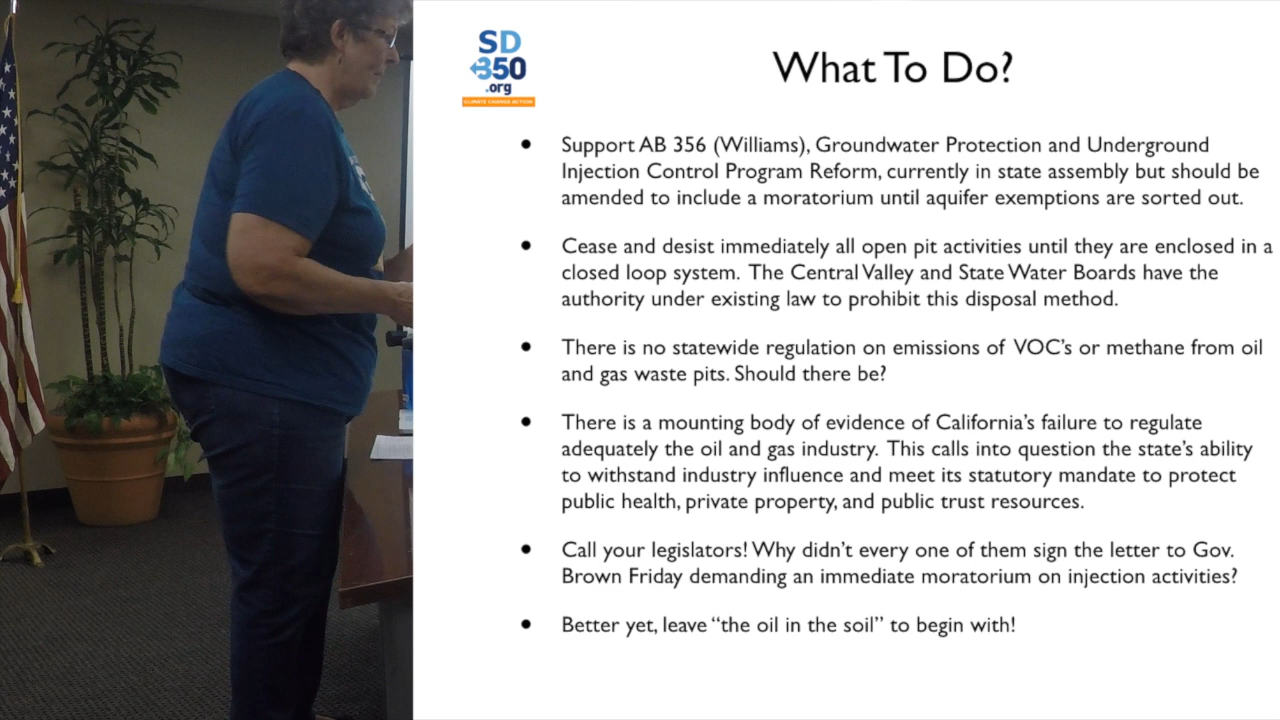 SD
350
.org
CLIMATE CHANGE ACTION
What To Do?
• Support AB 356 (Williams), Groundwater Protection and Underground
Injection Control Program Reform, currently in state assembly but should be
amended to include a moratorium until aquifer exemptions are sorted out.
• Cease and desist immediately all open pit activities until they are enclosed in a
closed loop system. The Central Valley and State Water Boards have the
authority under existing law to prohibit this disposal method.
• There is no statewide regulation on emissions of VOC's or methane from oil
and gas waste pits. Should there be?
• There is a mounting body of evidence of California's failure to regulate
adequately the oil and gas industry. This calls into question the state's ability
to withstand industry influence and meet its statutory mandate to protect
public health, private property, and public trust resources.
• Call your legislators! Why didn't every one of them sign the letter to Gov.
Brown Friday demanding an immediate moratorium on injection activities?
• Better yet, leave “the oil in the soil” to begin with!